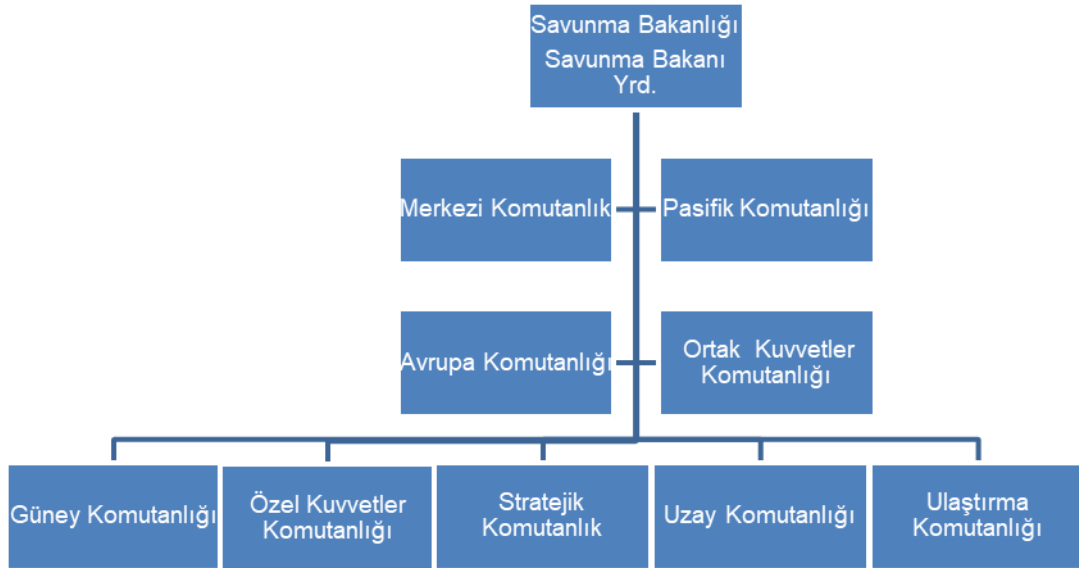 Savunma Bakanlığı
Savunma Bakanı
Yrd.
Merkezi Komutanlık
Pasifik Komutanlığı
Avrupa Komutanlığı
Ortak Kuvvetler
Komutanlığı
Güney Komutanlığı
Özel Kuvvetler
Komutanlığı
Stratejik
Komutanlık
Uzay Komutanlığı
Ulaştırma
Komutanlığı